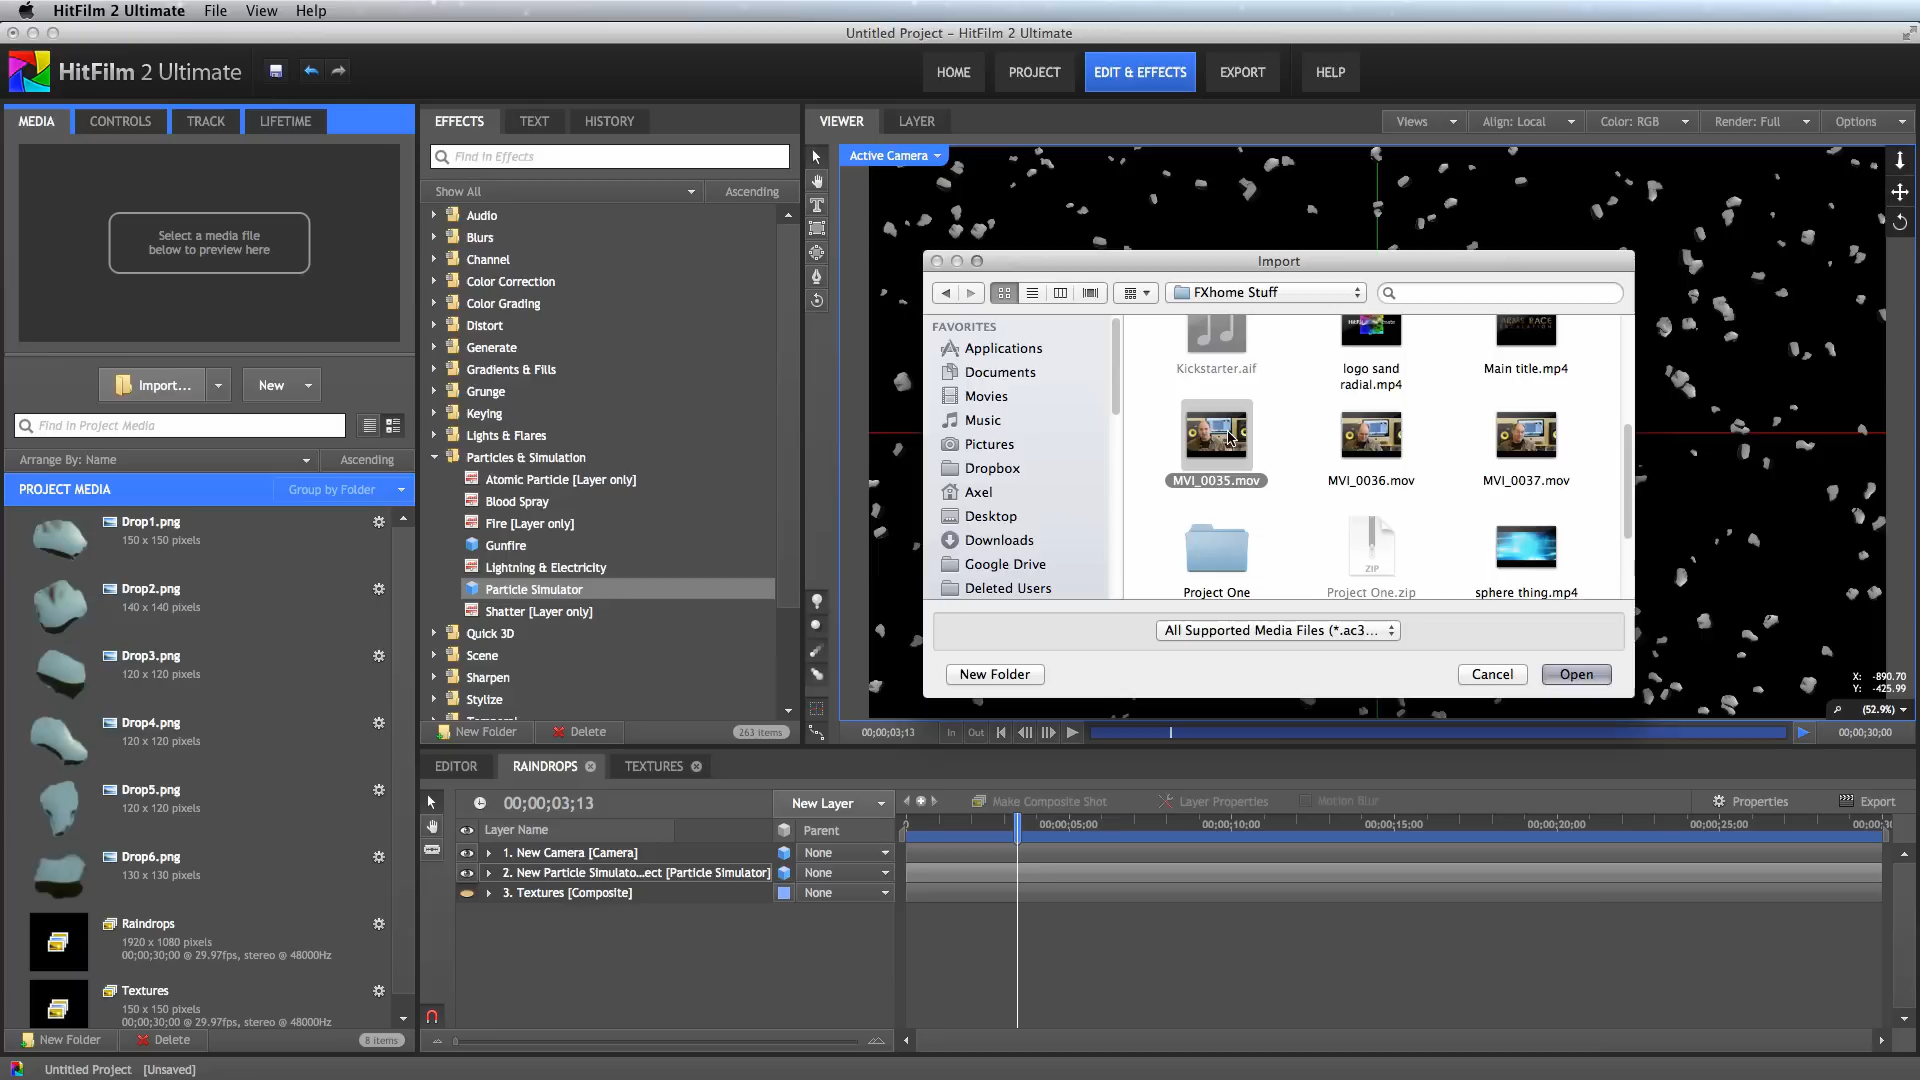 HitFilm 2 Ultimate File View Help
Untitled Project – HitFilm 2 Ultimate
HitFilm 2 Ultimate
HOME PROJECT EDIT & EFFECTS EXPORT HELP
MEDIA CONTROLS TRACK LIFETIME
Select a media file
below to preview here
Import... New
Find in Project Media
Arrange By: Name Ascending
PROJECT MEDIA Group by Folder
Drop1.png
150 x 150 pixels
Drop2.png
140 x 140 pixels
Drop3.png
120 x 120 pixels
Drop4.png
120 x 120 pixels
Drop5.png
120 x 120 pixels
Drop6.png
130 x 130 pixels
Raindrops
1920 x 1080 pixels
00;00;30;00 @ 29.97fps, stereo @ 48000Hz
Textures
150 x 150 pixels
00;00;30;00 @ 29.97fps, stereo @ 48000Hz
New Folder Delete 8 items
EFFECTS TEXT HISTORY
Find in Effects
Show All Ascending
Audio
Blurs
Channel
Color Correction
Color Grading
Distort
Generate
Gradients & Fills
Grunge
Keying
Lights & Flares
Particles & Simulation
Atomic Particle [Layer only]
Blood Spray
Fire [Layer only]
Gunfire
Lightning & Electricity
Particle Simulator
Shatter [Layer only]
Quick 3D
Scene
Sharpen
Stylize
New Folder Delete 263 items
VIEWER LAYER
Views Align: Local Color: RGB Render: Full Options
Active Camera
Import
FXhome Stuff
FAVORITES
Applications
Documents
Movies
Music
Pictures
Dropbox
Axel
Desktop
Downloads
Google Drive
Deleted Users
Kickstarter.aif
logo sand
radial.mp4
Main title.mp4
MVI_0035.mov
MVI_0036.mov
MVI_0037.mov
Project One
ZIP
Project One.zip
sphere thing.mp4
All Supported Media Files (*.ac3...
New Folder Cancel Open
X: -890.70
Y: -425.99
(52.9%)
00;00;03;13 In Out 00;00;30;00
EDITOR RAINDROPS TEXTURES
00;00;03;13 New Layer Make Composite Shot Layer Properties Motion Blur Properties Export
Layer Name Parent
0 00;00;05;00 00;00;10;00 00;00;15;00 00;00;20;00 00;00;25;00
1. New Camera [Camera] None
2. New Particle Simulato...ect [Particle Simulator] None
3. Textures [Composite] None
Untitled Project [Unsaved]